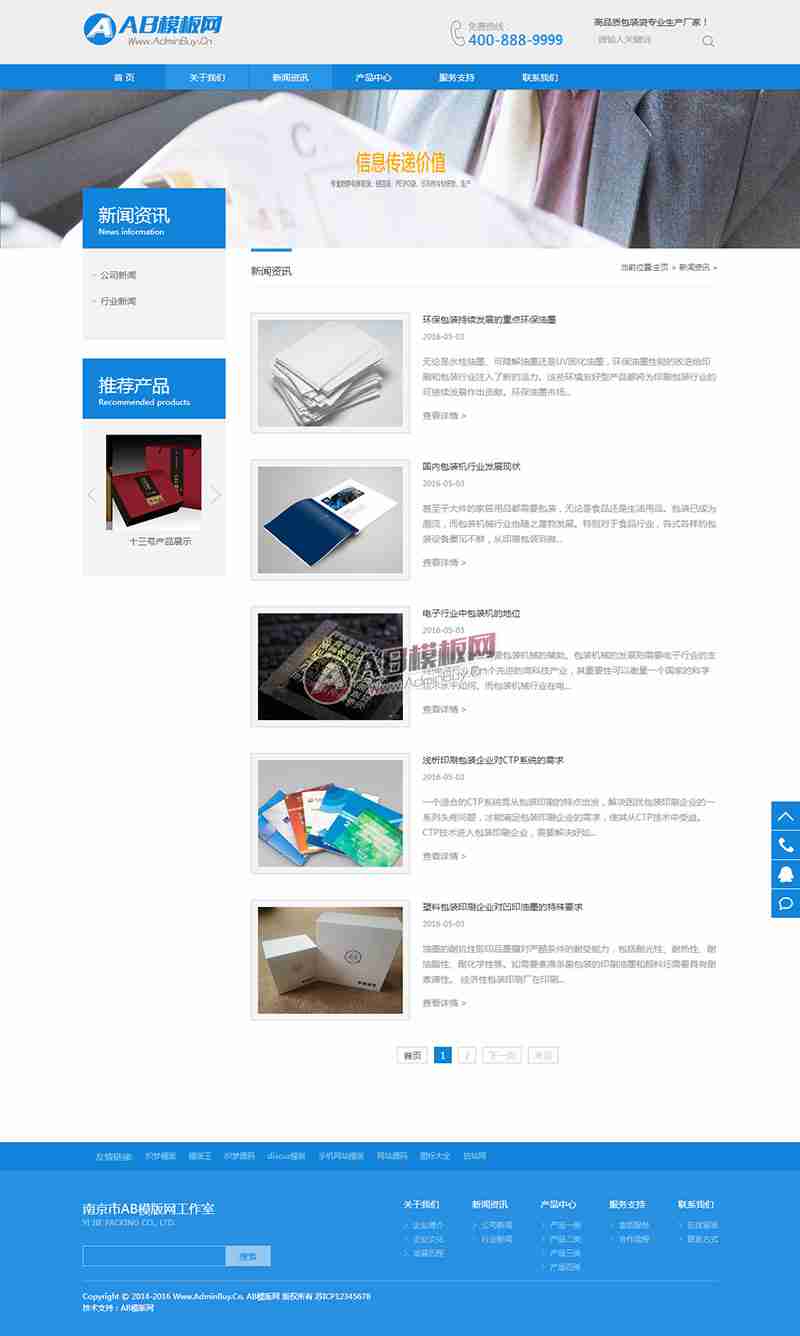 AB模板网
Www.AdminBuy.Cn
免费热线
400-888-9999
高品质包装袋专业生产厂家！
请输入关键词
首 页
关于我们
新闻资讯
产品中心
服务支持
联系我们
信息传递价值
新闻资讯
News information
公司新闻
行业新闻
推荐产品
Recommended products
十三号产品展示
新闻资讯
当前位置:主页 > 新闻资讯 >
环保包装持续发展的重点环保油墨
2016-05-03
无论是水性油墨、可降解油墨还是UV固化油墨，环保油墨性能的改进给印
刷和包装行业注入了新的活力。这些环境友好型产品都将为印刷包装行业的
可持续发展作出贡献。环保油墨市场...
查看详情 >
国内包装机行业发展现状
2016-05-03
甚至于大件的家居用品都需要包装，无论是食品还是生活用品。包装已成为
潮流，而包装机械行业也随之蓬勃发展。特别对于食品行业，各式各样的包
装设备屡见不鲜，从印意包装到微...
查看详情 >
电子行业中包装机的地位
2016-05-03
包装机械的辅助。包装机械的发展则需要电子行业的支
个先进的高科技产业，其重要性可以衡量一个国家的科学
技术水平如何。而包装机械行业在电...
查看详情 >
AB模板网
Www.AdminBuy.Cn
浅析印刷包装企业对CTP系统的需求
2016-05-03
一个适合的CTP系统需从包装印刷的特点出发，解决困扰包装印刷企业的一
系列头疼问题，才能满足包装印刷企业的需求，使其从CTP技术中受益。
CTP技术进入包装印刷企业，需要解决好如...
查看详情 >
塑料包装印刷企业对凹印油墨的特殊要求
2016-05-03
油墨的耐抗性即印品墨膜对严酷条件的耐受能力，包括耐光性、耐热性、耐
油脂性、耐化学性等。如需要煮沸杀菌包装的印刷油墨和颜料还需要具有耐
煮沸性。 经济性包装印刷厂在印刷...
查看详情 >
首页
1
2
下一页
末页
友情链接:
织梦模板
模板王
织梦源码
discuz模板
手机网站模板
网站源码
图标大全
站站网
南京市AB模版网工作室
YI JIE PACKING CO., LTD.
搜索
关于我们
企业简介
企业文化
发展历程
新闻资讯
公司新闻
行业新闻
产品中心
产品一类
产品二类
产品三类
产品四类
服务支持
售后服务
合作流程
联系我们
在线留言
联系方式
Copyright © 2014-2016 Www.AdminBuy.Cn. AB模板网 版权所有 苏ICP12345678
技术支持：AB模板网